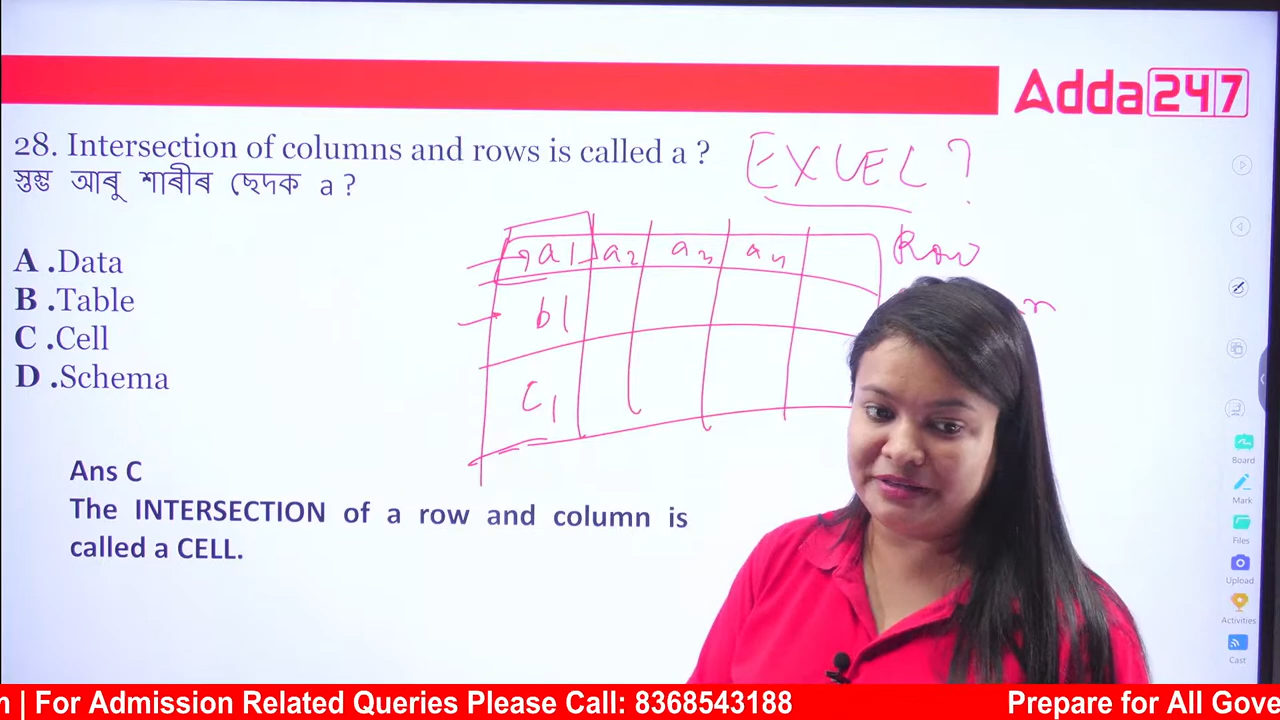 Adda247
28. Intersection of columns and rows is called a ?
স্তম্ভ আৰু শাৰীৰ ছেদক a ?
EXCEL ?
A .Data
B .Table
C .Cell
D .Schema
a1 a2 a3 a4
b1
C1
Row
Ans C
The INTERSECTION of a row and column is
called a CELL.
Board
Mark
Files
Upload
Activities
Cast
| For Admission Related Queries Please Call: 8368543188
Prepare for All Gove